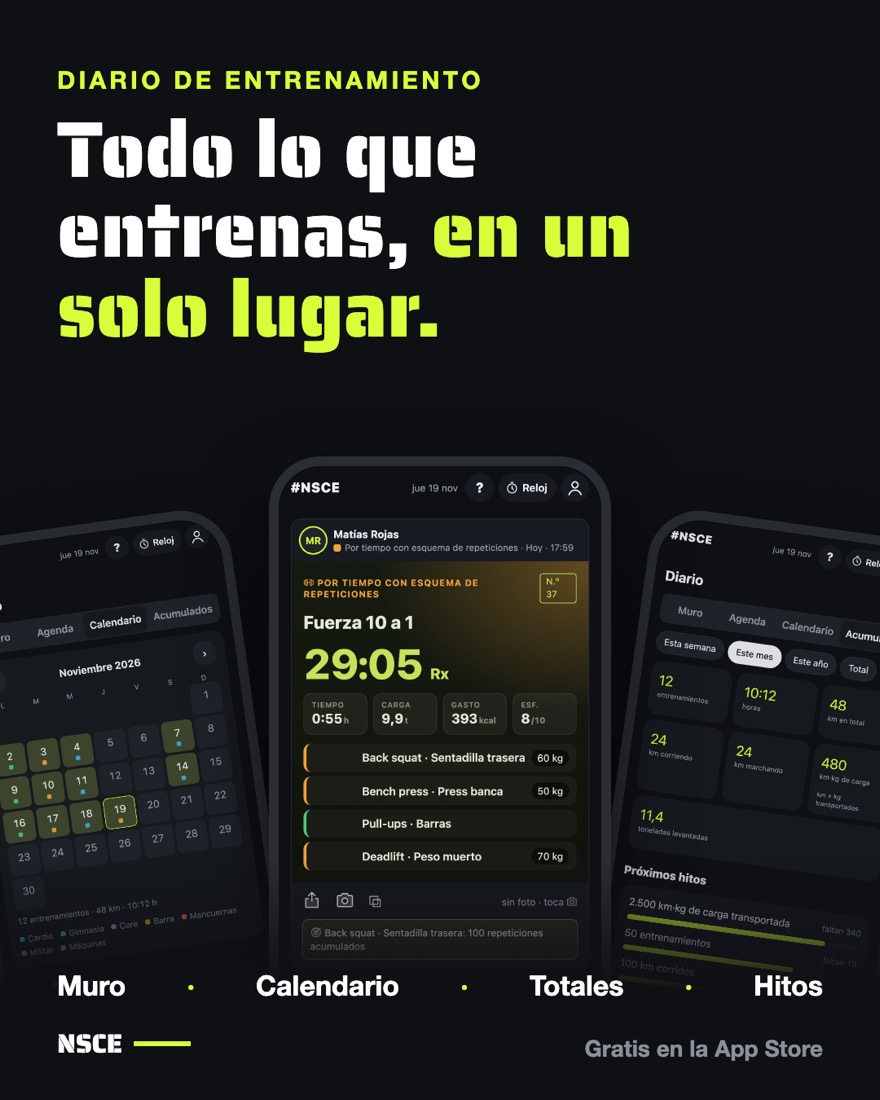 DIARIO DE ENTRENAMIENTO
Todo lo que
entrenas, en un
solo lugar.
jue 19 nov
?
Reloj
Agenda
Calendario
Acumulados
Noviembre 2026
›
L M M J V S D
1
2 3 4 5 6 7 8
9 10 11 12 13 14 15
16 17 18 19 20 21 22
23 24 25 26 27 28 29
30
12 entrenamientos · 48 km · 10:12 h
Cardio Gimnasia Core Barra Mancuernas
Militar Máquinas
#NSCE
jue 19 nov
?
Reloj
MR
Matías Rojas
Por tiempo con esquema de repeticiones · Hoy · 17:59
POR TIEMPO CON ESQUEMA DE
REPETICIONES
N.º
37
Fuerza 10 a 1
29:05 Rx
TIEMPO
0:55 h
CARGA
9,9 t
GASTO
393 kcal
ESF.
8 /10
Back squat · Sentadilla trasera 60 kg
Bench press · Press banca 50 kg
Pull-ups · Barras
Deadlift · Peso muerto 70 kg
sin foto · toca
Back squat · Sentadilla trasera: 100 repeticiones
acumulados
#NSCE
jue 19 nov
?
Diario
Muro
Agenda
Calendario
Esta semana
Este mes
Este año
Total
12
entrenamientos
10:12
horas
48
km en total
24
km corriendo
24
km marchando
480
km·kg de carga
km × kg
transportados
11,4
toneladas levantadas
Próximos hitos
2.500 km·kg de carga transportada
faltan 340
50 entrenamientos
faltan 13
100 km corridos
Muro · Calendario · Totales · Hitos
NSCE
Gratis en la App Store